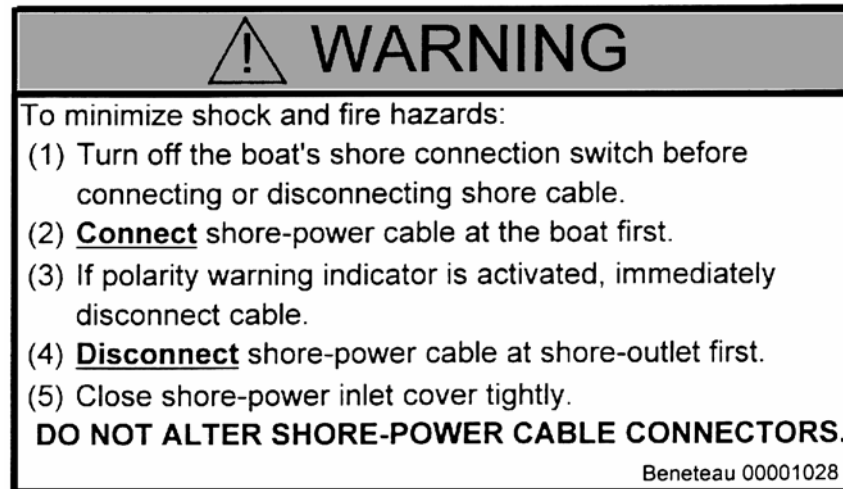 WARNING
To minimize shock and fire hazards:
(1) Turn off the boat's shore connection switch before
connecting or disconnecting shore cable.
(2) Connect shore-power cable at the boat first.
(3) If polarity warning indicator is activated, immediately
disconnect cable.
(4) Disconnect shore-power cable at shore-outlet first.
(5) Close shore-power inlet cover tightly.
DO NOT ALTER SHORE-POWER CABLE CONNECTORS.
Beneteau 00001028